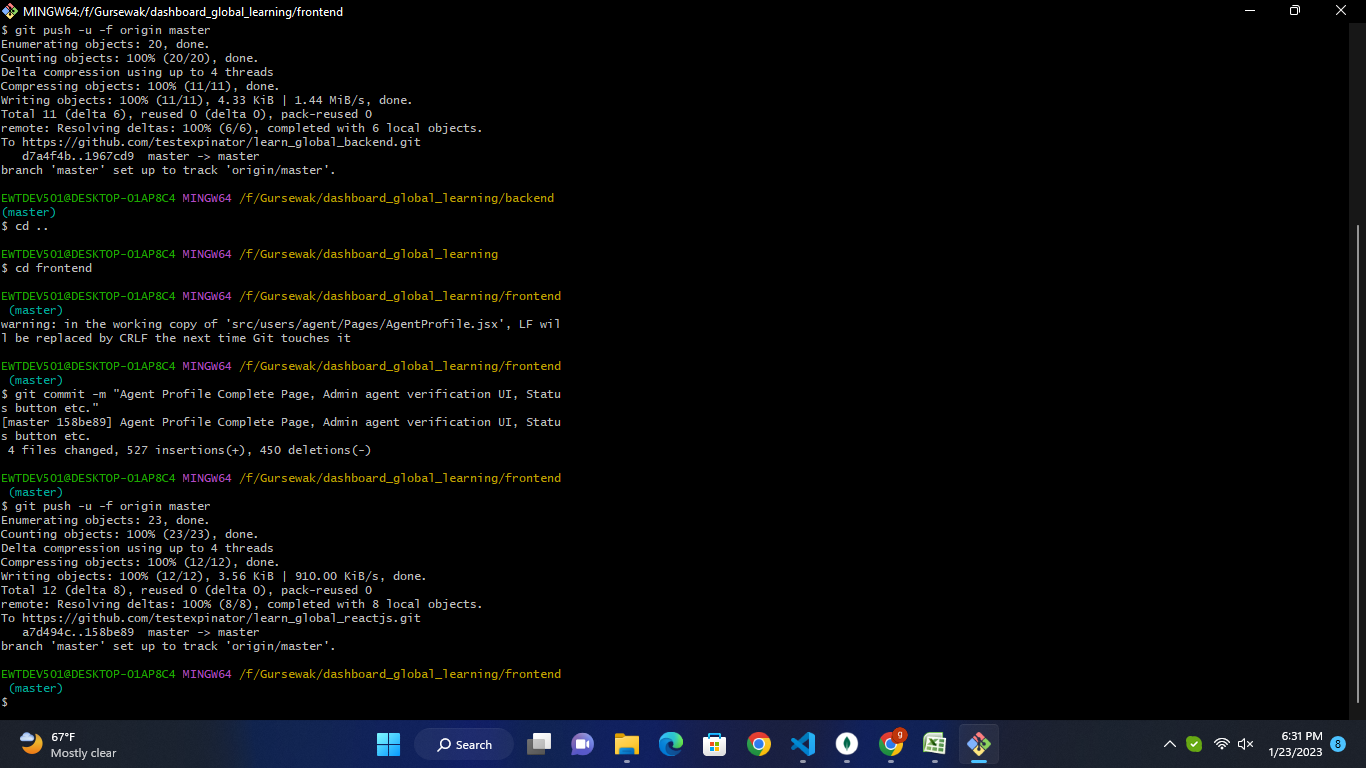 MINGW64:/f/Gursewak/dashboard_global_learning/frontend
$ git push -u -f origin master
Enumerating objects: 20, done.
Counting objects: 100% (20/20), done.
Delta compression using up to 4 threads
Compressing objects: 100% (11/11), done.
Writing objects: 100% (11/11), 4.33 KiB | 1.44 MiB/s, done.
Total 11 (delta 6), reused 0 (delta 0), pack-reused 0
remote: Resolving deltas: 100% (6/6), completed with 6 local objects.
To https://github.com/testexpinator/learn_global_backend.git
   d7a4f4b..1967cd9  master -> master
branch 'master' set up to track 'origin/master'.
EWTDEV501@DESKTOP-01AP8C4 MINGW64 /f/Gursewak/dashboard_global_learning/backend
(master)
$ cd ..
EWTDEV501@DESKTOP-01AP8C4 MINGW64 /f/Gursewak/dashboard_global_learning
$ cd frontend
EWTDEV501@DESKTOP-01AP8C4 MINGW64 /f/Gursewak/dashboard_global_learning/frontend
 (master)
warning: in the working copy of 'src/users/agent/Pages/AgentProfile.jsx', LF wil
l be replaced by CRLF the next time Git touches it
EWTDEV501@DESKTOP-01AP8C4 MINGW64 /f/Gursewak/dashboard_global_learning/frontend
 (master)
$ git commit -m "Agent Profile Complete Page, Admin agent verification UI, Statu
s button etc."
[master 158be89] Agent Profile Complete Page, Admin agent verification UI, Statu
s button etc.
 4 files changed, 527 insertions(+), 450 deletions(-)
EWTDEV501@DESKTOP-01AP8C4 MINGW64 /f/Gursewak/dashboard_global_learning/frontend
 (master)
$ git push -u -f origin master
Enumerating objects: 23, done.
Counting objects: 100% (23/23), done.
Delta compression using up to 4 threads
Compressing objects: 100% (12/12), done.
Writing objects: 100% (12/12), 3.56 KiB | 910.00 KiB/s, done.
Total 12 (delta 8), reused 0 (delta 0), pack-reused 0
remote: Resolving deltas: 100% (8/8), completed with 8 local objects.
To https://github.com/testexpinator/learn_global_reactjs.git
   a7d494c..158be89  master -> master
branch 'master' set up to track 'origin/master'.
EWTDEV501@DESKTOP-01AP8C4 MINGW64 /f/Gursewak/dashboard_global_learning/frontend
 (master)
$
67°F
Mostly clear
Search
9
6:31 PM
1/23/2023
8